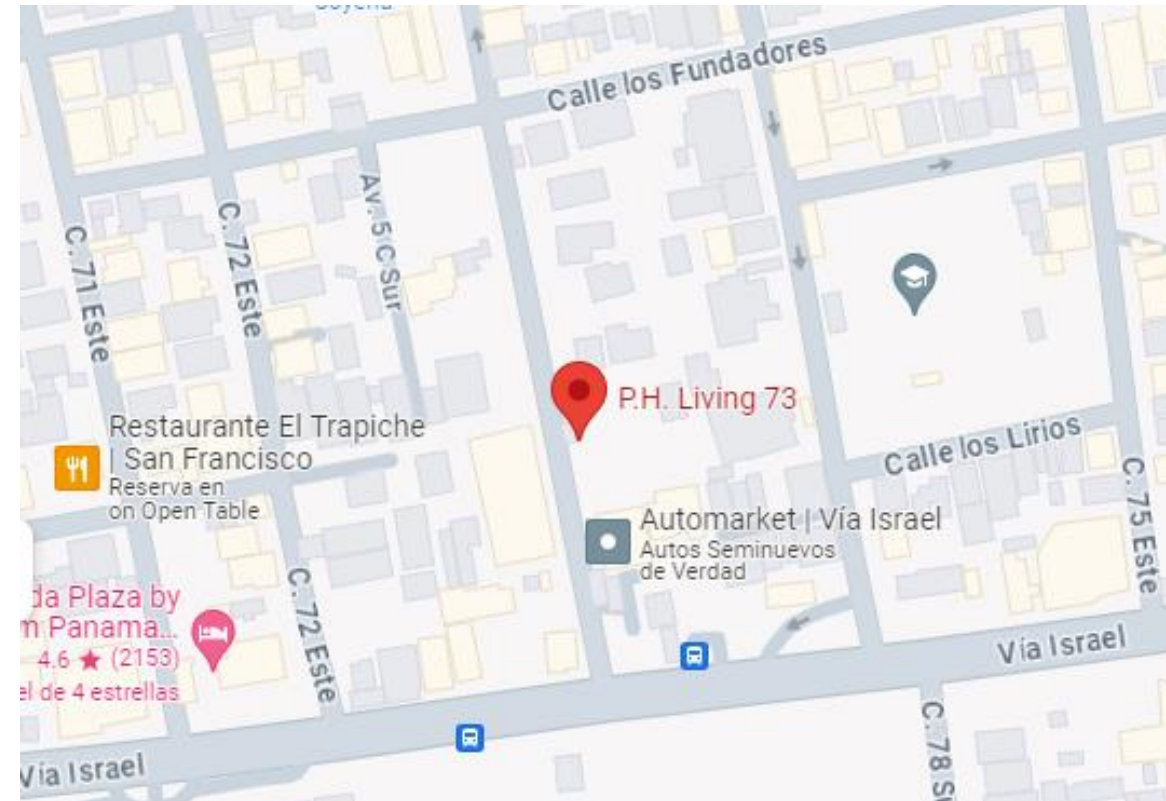 Calle los Fundadores
Av. 5 C Sur
C. 72 Este
C. 71 Este
P.H. Living 73
Restaurante El Trapiche
| San Francisco
Reserva en
on Open Table
Calle los Lirios
C. 75 Este
Automarket | Vía Israel
Autos Seminuevos
de Verdad
C. 72 Este
da Plaza by
m Panama...
4.6 ★ (2153)
el de 4 estrellas
Vía Israel
C. 78
Vía Israel